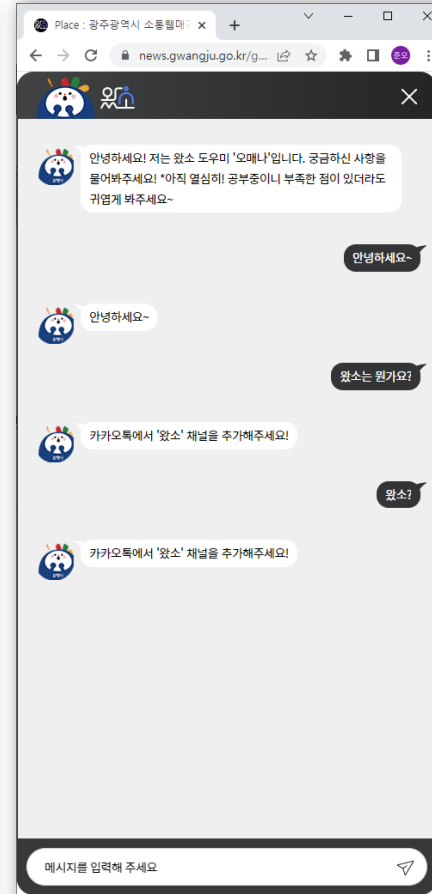 Place : 광주광역시 소통웹매거
news.gwangju.go.kr/g...
준오
왔소
안녕하세요! 저는 왔소 도우미 '오매나'입니다. 궁금하신 사항을
물어봐주세요! *아직 열심히! 공부중이니 부족한 점이 있더라도
귀엽게 봐주세요~
안녕하세요~
안녕하세요~
왔소는 뭔가요?
카카오톡에서 '왔소' 채널을 추가해주세요!
왔소?
카카오톡에서 '왔소' 채널을 추가해주세요!
메시지를 입력해 주세요